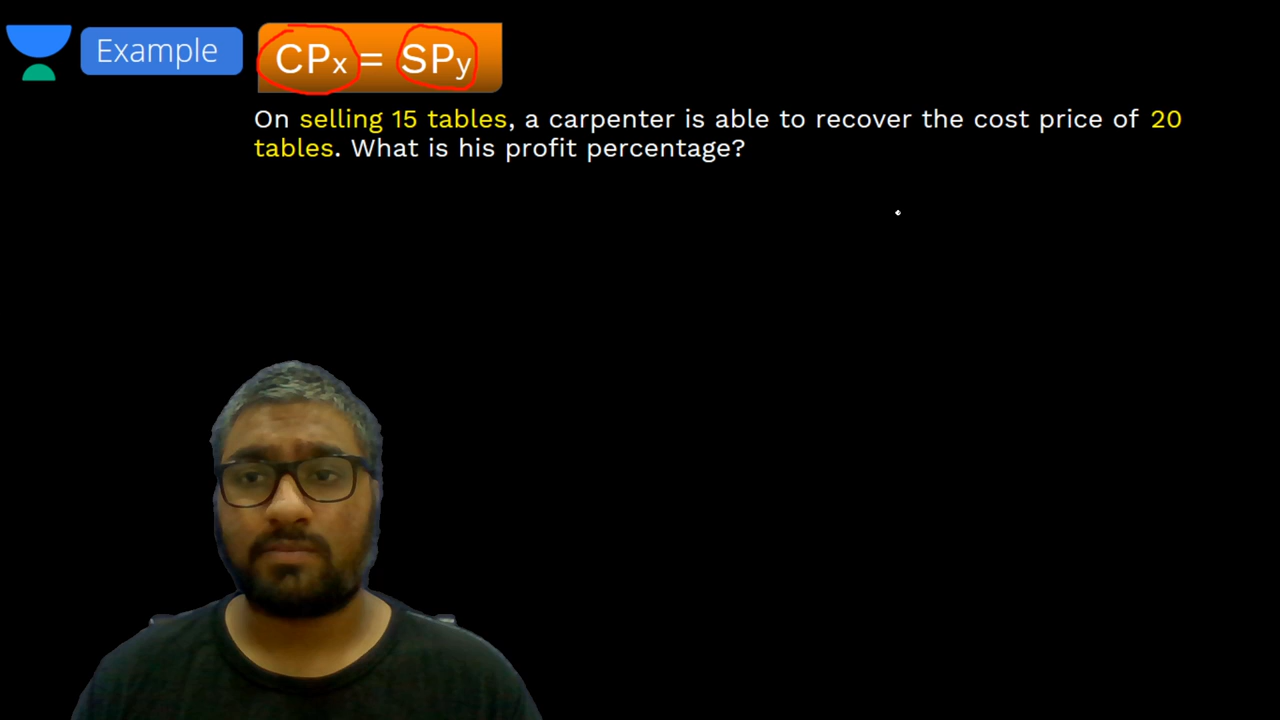 Example
CPx = SPy
On selling 15 tables, a carpenter is able to recover the cost price of 20
tables. What is his profit percentage?